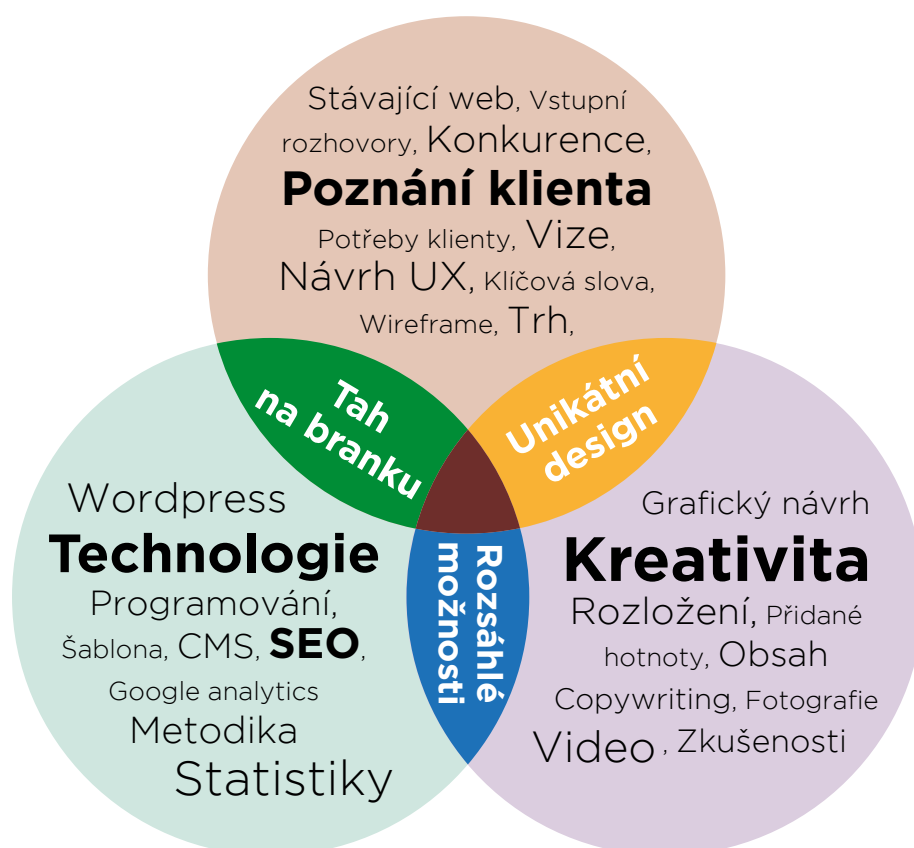 Stávající web, Vstupní
rozhovory, Konkurence,
Poznání klienta
Potřeby klienty, Vize,
Návrh UX, Klíčová slova,
Wireframe, Trh,
Tah
na branku
Unikátní
design
Wordpress
Technologie
Programování,
Šablona, CMS, SEO,
Google analytics
Metodika
Statistiky
Rozsáhlé
možnosti
Grafický návrh
Kreativita
Rozložení, Přidané
hotnoty, Obsah
Copywriting, Fotografie
Video , Zkušenosti